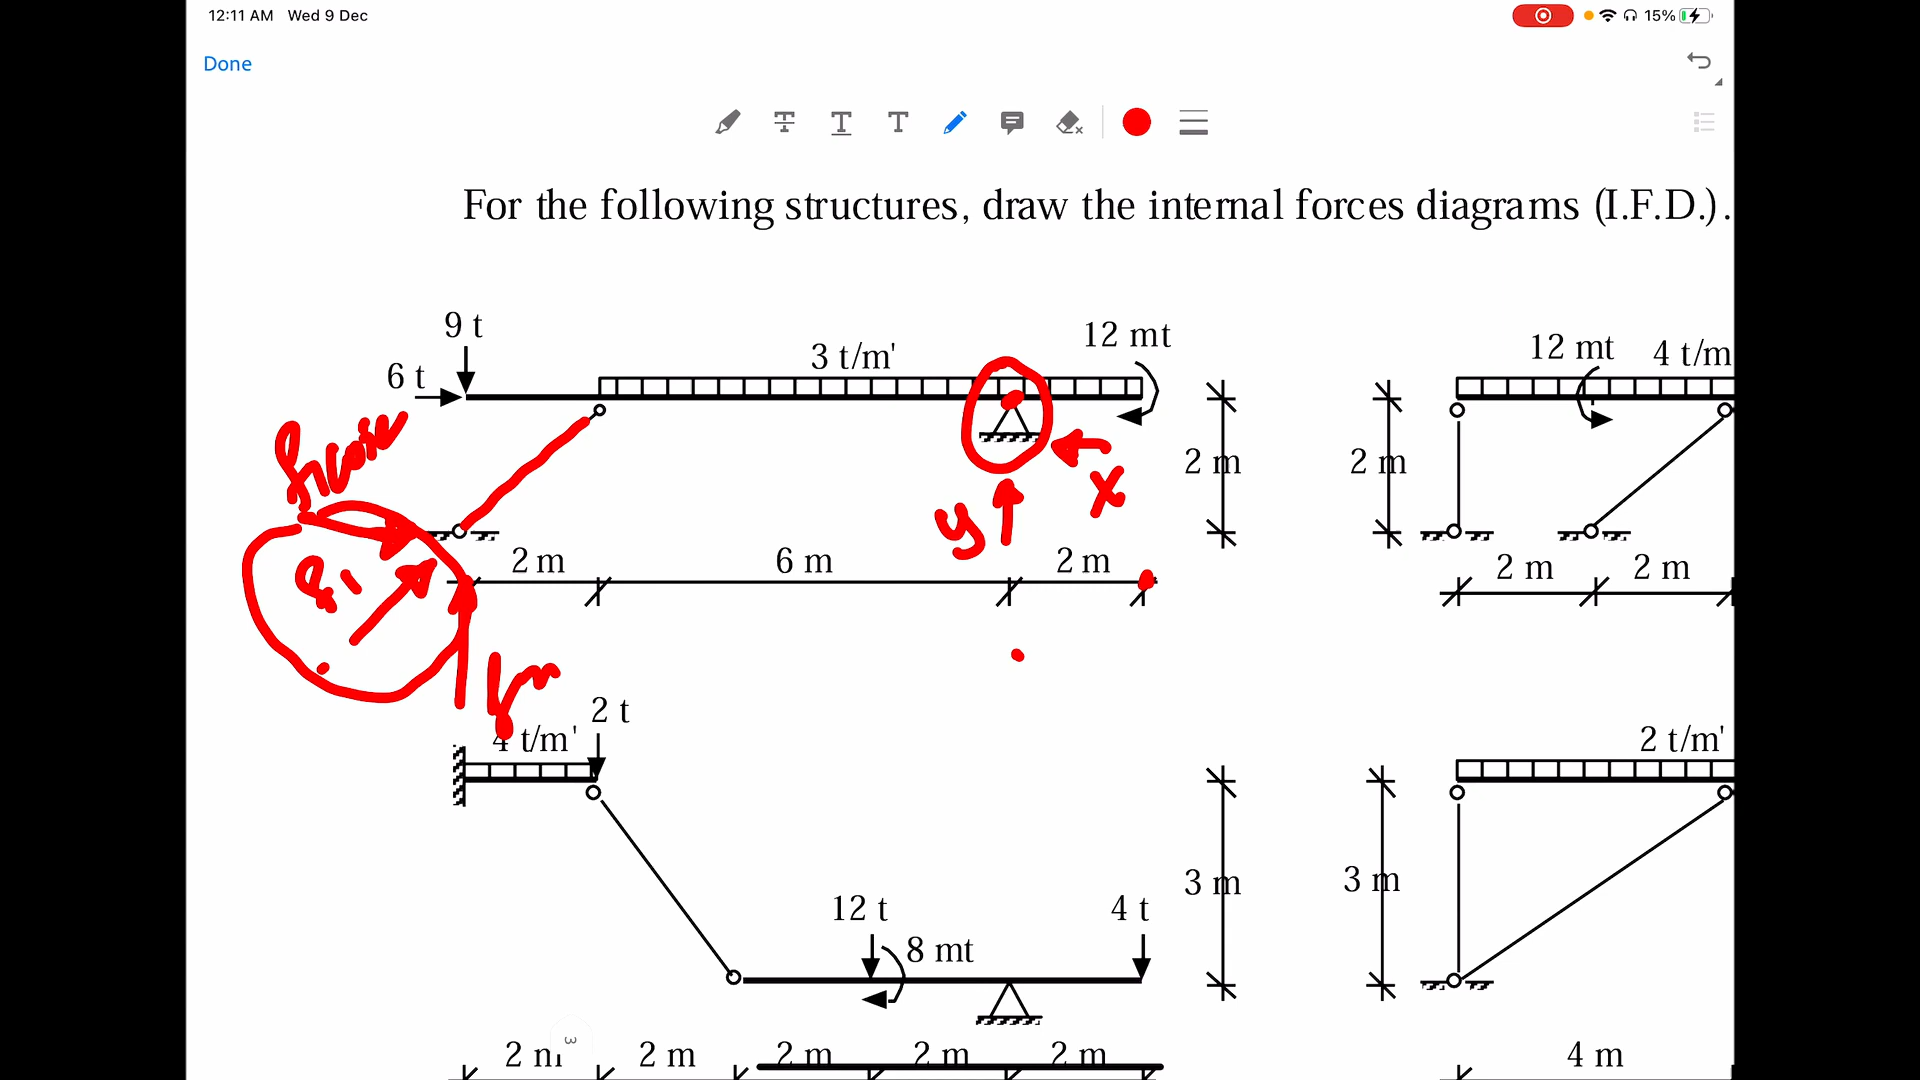 12:11 AM Wed 9 Dec
15%
Done
For the following structures, draw the internal forces diagrams (I.F.D.).
9 t
6 t
3 t/m'
12 mt
2 m
2 m
6 m
2 m
y
x
12 mt
4 t/m
2 m
2 m
2 m
4 t/m'
2 t
12 t
8 mt
4 t
3 m
2 m
2 m
2 m
2 m
2 t/m'
3 m
4 m
3